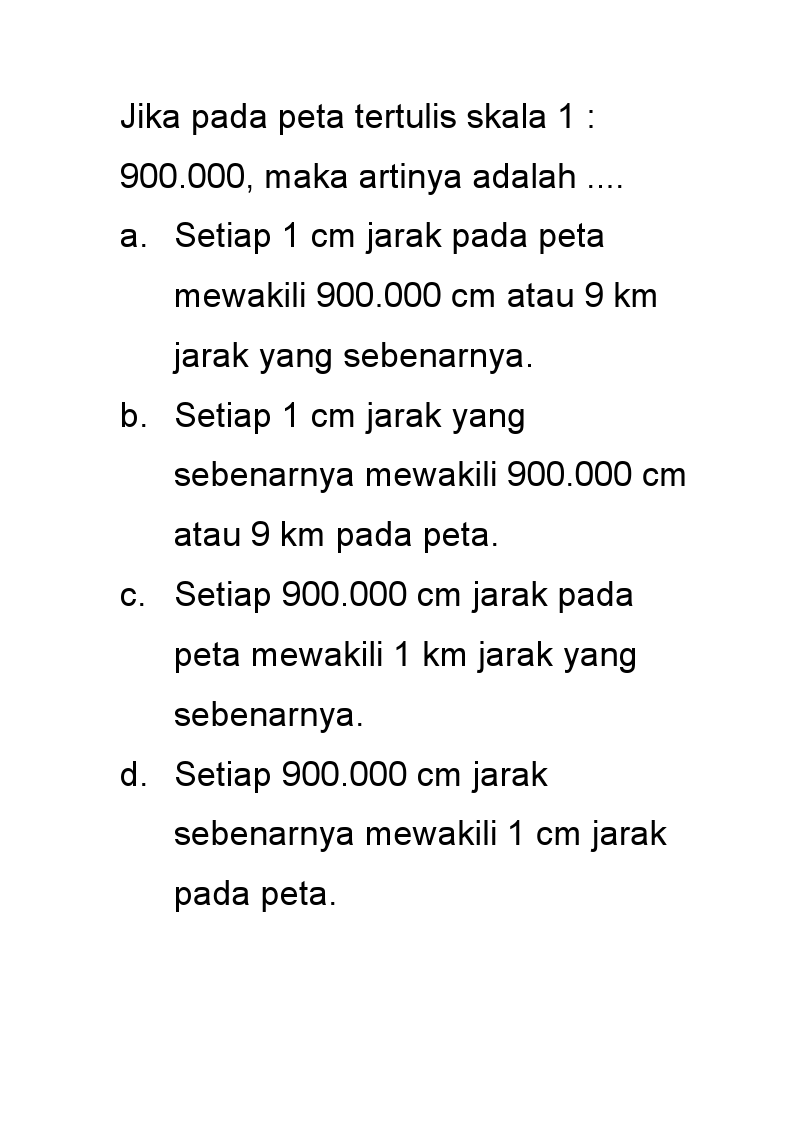 Jika pada peta tertulis skala 1 :
900.000, maka artinya adalah ....
a. Setiap 1 cm jarak pada peta
mewakili 900.000 cm atau 9 km
jarak yang sebenarnya.
b. Setiap 1 cm jarak yang
sebenarnya mewakili 900.000 cm
atau 9 km pada peta.
c. Setiap 900.000 cm jarak pada
peta mewakili 1 km jarak yang
sebenarnya.
d. Setiap 900.000 cm jarak
sebenarnya mewakili 1 cm jarak
pada peta.